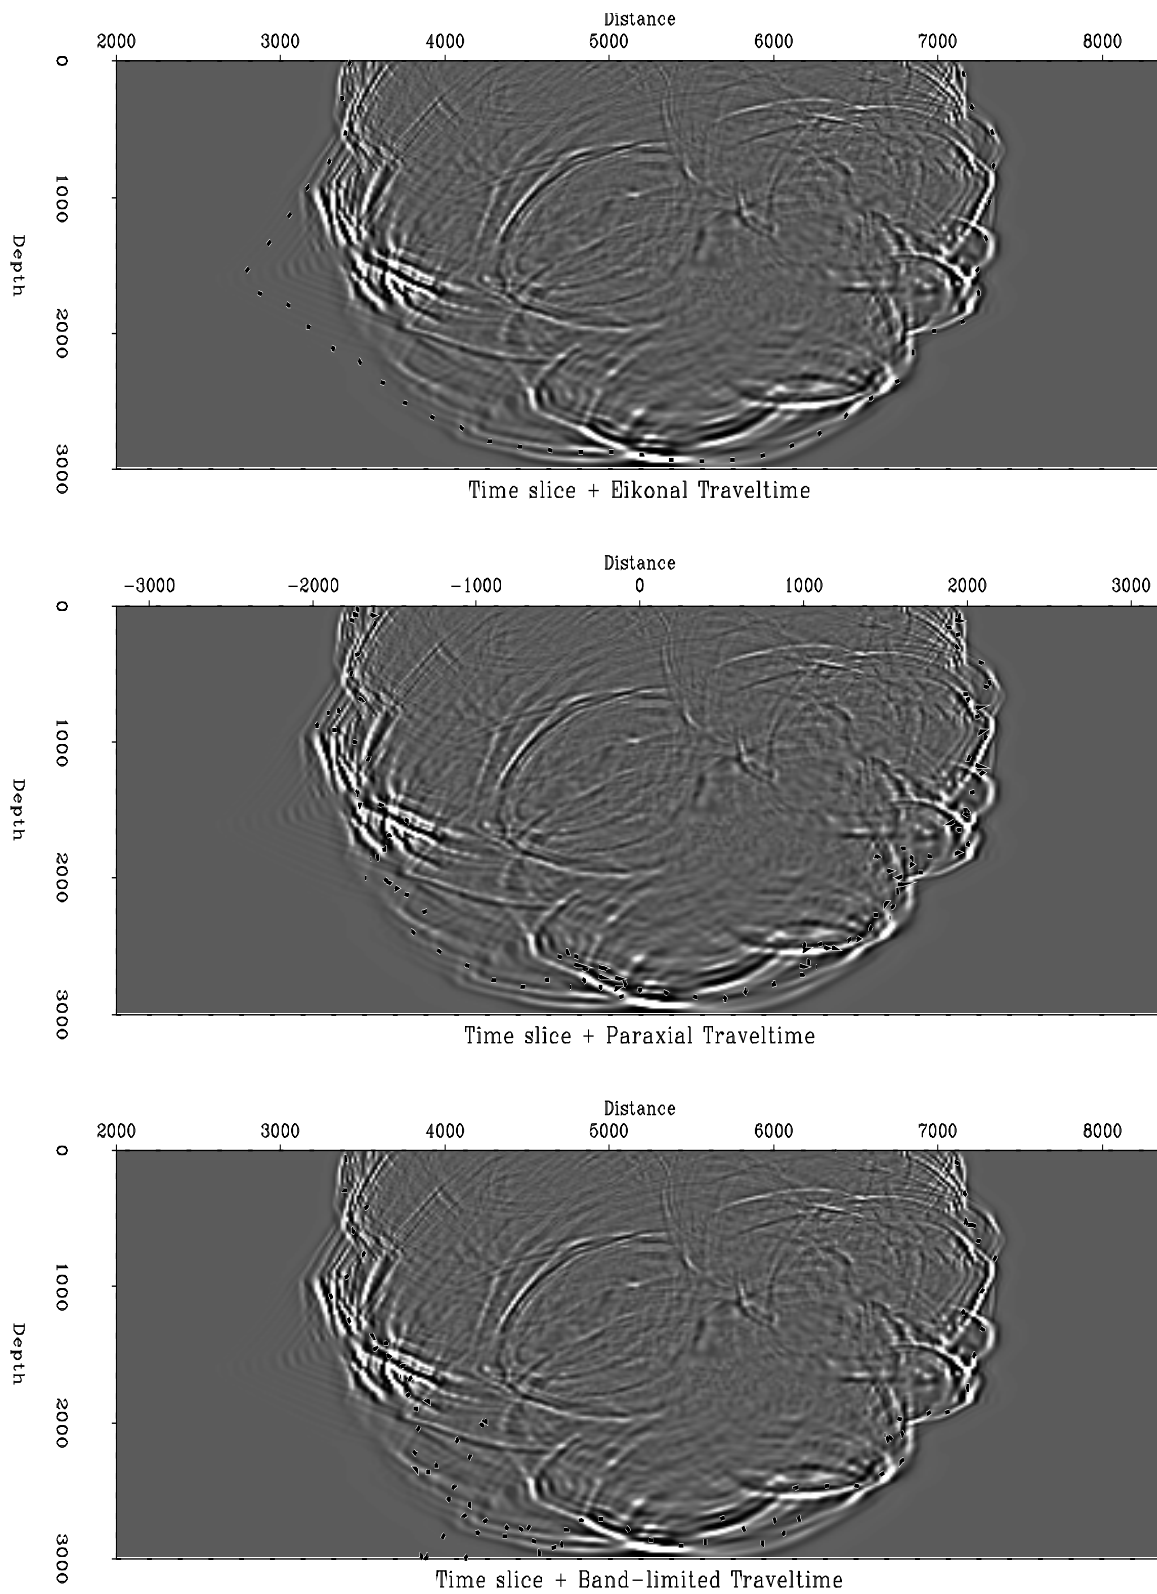 Distance
2000 3000 4000 5000 6000 7000 8000
0
1000
2000
3000
Depth
Time slice + Eikonal Traveltime
Distance
-3000 -2000 -1000 0 1000 2000 3000
0
1000
2000
3000
Depth
Time slice + Paraxial Traveltime
Distance
2000 3000 4000 5000 6000 7000 8000
0
1000
2000
3000
Depth
Time slice + Band-limited Traveltime